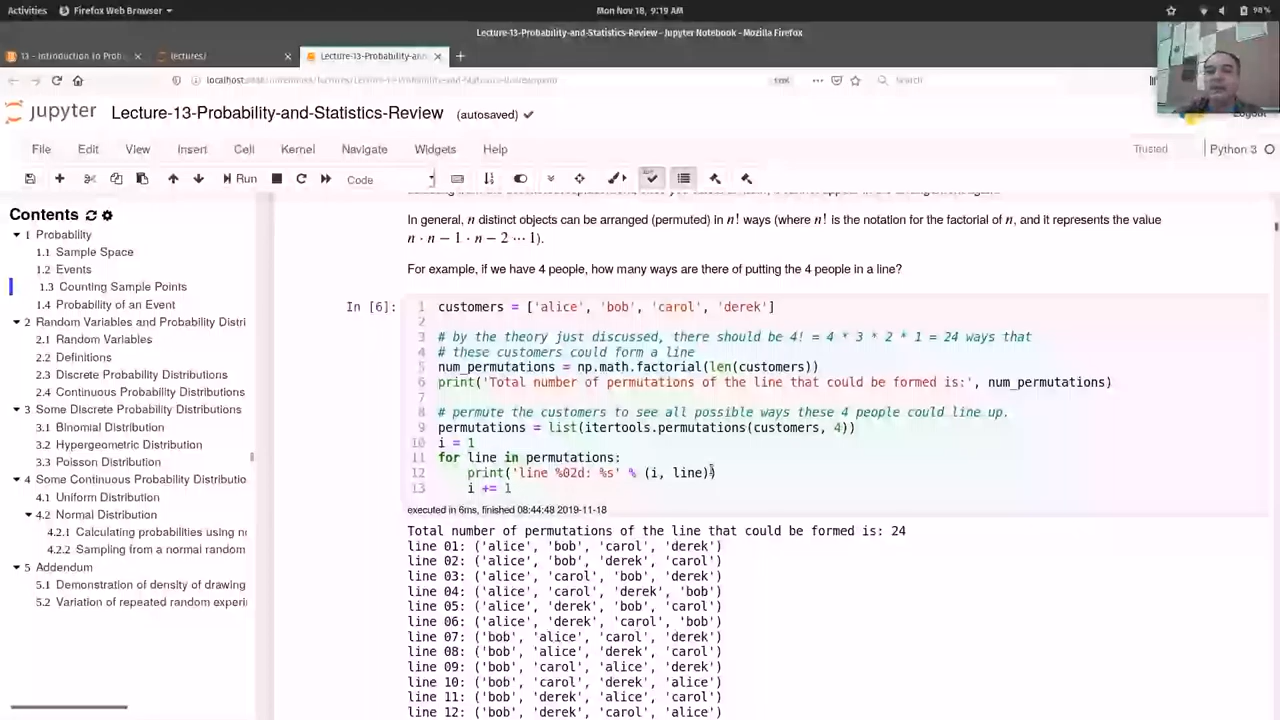 Activities
Firefox Web Browser
Mon Nov 18, 9:19 AM
98%
Lecture-13-Probability-and-Statistics-Review - Jupyter Notebook - Mozilla Firefox
13 - Introduction to Prob
lectures/
Lecture-13-Probability-an
Search
jupyter
Lecture-13-Probability-and-Statistics-Review
(autosaved)
Logout
File
Edit
View
Insert
Cell
Kernel
Navigate
Widgets
Help
Trusted
Python 3
Run
Code
Contents
1 Probability
1.1 Sample Space
1.2 Events
1.3 Counting Sample Points
1.4 Probability of an Event
2 Random Variables and Probability Distri
2.1 Random Variables
2.2 Definitions
2.3 Discrete Probability Distributions
2.4 Continuous Probability Distributions
3 Some Discrete Probability Distributions
3.1 Binomial Distribution
3.2 Hypergeometric Distribution
3.3 Poisson Distribution
4 Some Continuous Probability Distribution
4.1 Uniform Distribution
4.2 Normal Distribution
4.2.1 Calculating probabilities using no
4.2.2 Sampling from a normal random
5 Addendum
5.1 Demonstration of density of drawing
5.2 Variation of repeated random experi
In general, n distinct objects can be arranged (permuted) in n! ways (where n! is the notation for the factorial of n, and it represents the value
n · n − 1 · n − 2 ··· 1).
For example, if we have 4 people, how many ways are there of putting the 4 people in a line?
In [6]:
1 customers = ['alice', 'bob', 'carol', 'derek']
2
3 # by the theory just discussed, there should be 4! = 4 * 3 * 2 * 1 = 24 ways that
4 # these customers could form a line
5 num_permutations = np.math.factorial(len(customers))
6 print('Total number of permutations of the line that could be formed is:', num_permutations)
7
8 # permute the customers to see all possible ways these 4 people could line up.
9 permutations = list(itertools.permutations(customers, 4))
10 i = 1
11 for line in permutations:
12 print('line %02d: %s' % (i, line))
13 i += 1
executed in 6ms, finished 08:44:48 2019-11-18
Total number of permutations of the line that could be formed is: 24
line 01: ('alice', 'bob', 'carol', 'derek')
line 02: ('alice', 'bob', 'derek', 'carol')
line 03: ('alice', 'carol', 'bob', 'derek')
line 04: ('alice', 'carol', 'derek', 'bob')
line 05: ('alice', 'derek', 'bob', 'carol')
line 06: ('alice', 'derek', 'carol', 'bob')
line 07: ('bob', 'alice', 'carol', 'derek')
line 08: ('bob', 'alice', 'derek', 'carol')
line 09: ('bob', 'carol', 'alice', 'derek')
line 10: ('bob', 'carol', 'derek', 'alice')
line 11: ('bob', 'derek', 'alice', 'carol')
line 12: ('bob', 'derek', 'carol', 'alice')